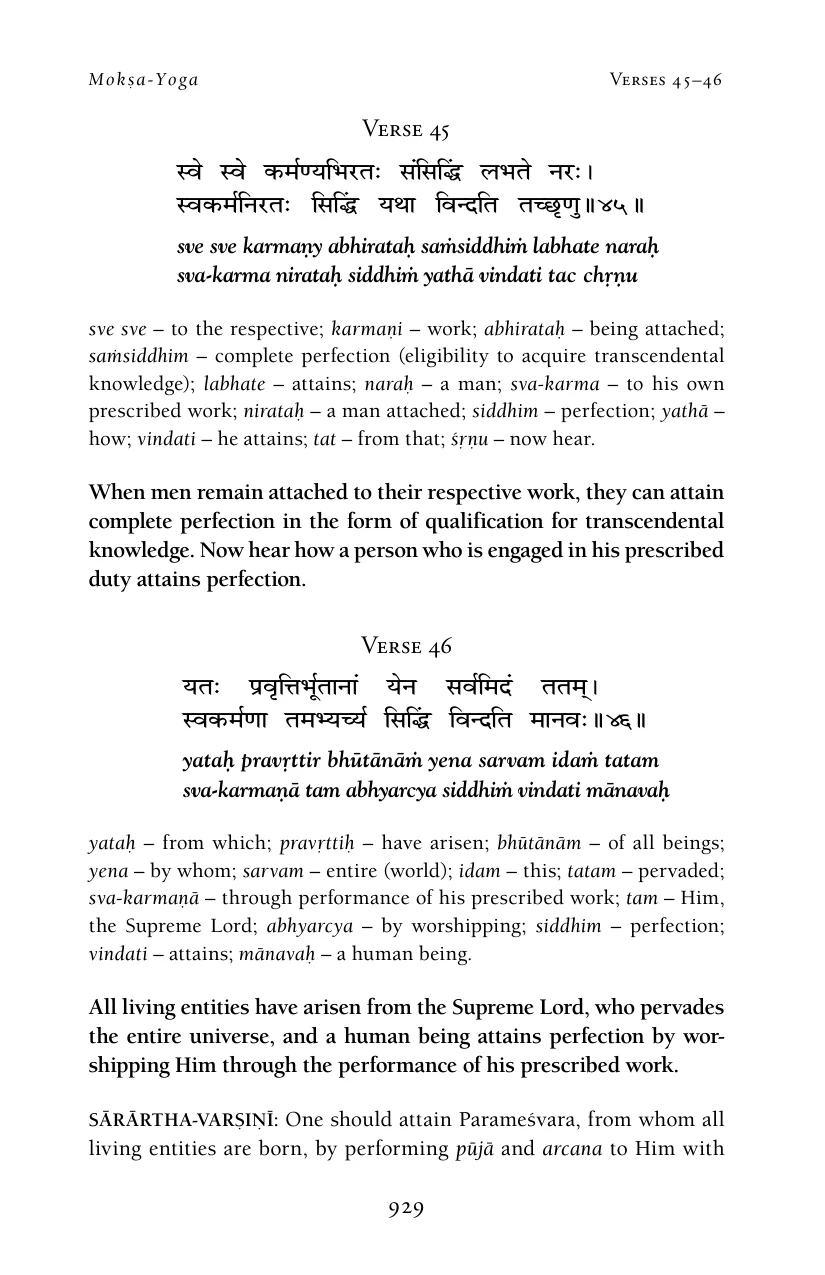 Mokṣa-Yoga Verses 45–46
Verse 45
स्वे स्वे कर्मण्यभिरतः संसिद्धिं लभते नरः।
स्वकर्मनिरतः सिद्धिं यथा विन्दति तच्छृणु॥४५॥
sve sve karmaṇy abhirataḥ saṁsiddhiṁ labhate naraḥ
sva-karma nirataḥ siddhiṁ yathā vindati tac chṛṇu
sve sve – to the respective; karmaṇi – work; abhirataḥ – being attached;
saṁsiddhim – complete perfection (eligibility to acquire transcendental
knowledge); labhate – attains; naraḥ – a man; sva-karma – to his own
prescribed work; nirataḥ – a man attached; siddhim – perfection; yathā –
how; vindati – he attains; tat – from that; śṛṇu – now hear.
When men remain attached to their respective work, they can attain
complete perfection in the form of qualification for transcendental
knowledge. Now hear how a person who is engaged in his prescribed
duty attains perfection.
Verse 46
यतः प्रवृत्तिर्भूतानां येन सर्वमिदं ततम्।
स्वकर्मणा तमभ्यर्च्य सिद्धिं विन्दति मानवः॥४६॥
yataḥ pravṛttir bhūtānāṁ yena sarvam idaṁ tatam
sva-karmaṇā tam abhyarcya siddhiṁ vindati mānavaḥ
yataḥ – from which; pravṛttiḥ – have arisen; bhūtānām – of all beings;
yena – by whom; sarvam – entire (world); idam – this; tatam – pervaded;
sva-karmaṇā – through performance of his prescribed work; tam – Him,
the Supreme Lord; abhyarcya – by worshipping; siddhim – perfection;
vindati – attains; mānavaḥ – a human being.
All living entities have arisen from the Supreme Lord, who pervades
the entire universe, and a human being attains perfection by wor-
shipping Him through the performance of his prescribed work.
SĀRĀRTHA-VARṢIṆĪ: One should attain Parameśvara, from whom all
living entities are born, by performing pūjā and arcana to Him with
929